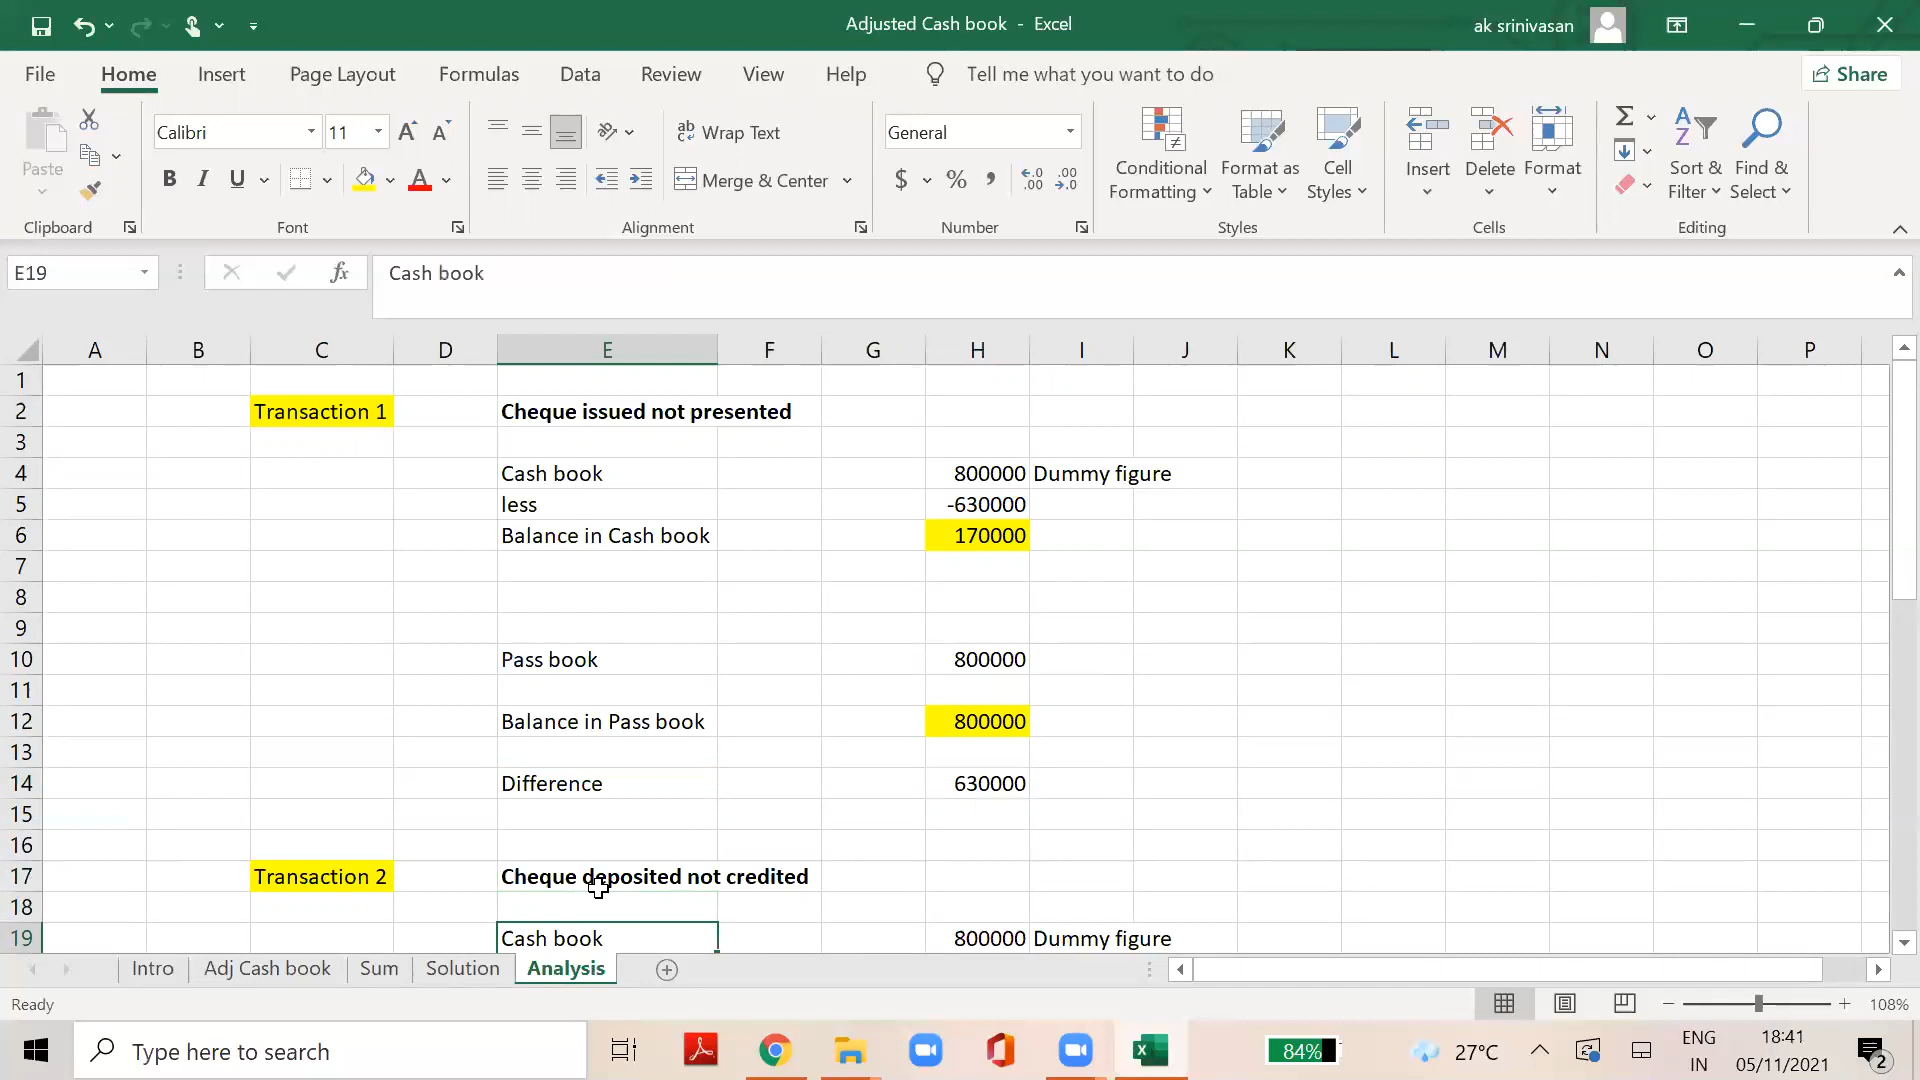 Adjusted Cash book - Excel
ak srinivasan
File Home Insert Page Layout Formulas Data Review View Help Tell me what you want to do Share
Paste
Clipboard
Calibri 11
B I U
Font
Wrap Text
Merge & Center
Alignment
General
$ % ,
Number
Conditional Formatting
Format as Table
Cell Styles
Styles
Insert
Delete
Format
Cells
Sort & Filter
Find & Select
Editing
E19 fx Cash book
A B C D E F G H I J K L M N O P
1
2 Transaction 1 Cheque issued not presented
3
4 Cash book 800000 Dummy figure
5 less -630000
6 Balance in Cash book 170000
7
8
9
10 Pass book 800000
11
12 Balance in Pass book 800000
13
14 Difference 630000
15
16
17 Transaction 2 Cheque deposited not credited
18
19 Cash book 800000 Dummy figure
Intro Adj Cash book Sum Solution Analysis
Ready 108%
Type here to search 84% 27°C ENG 18:41
IN 05/11/2021 2